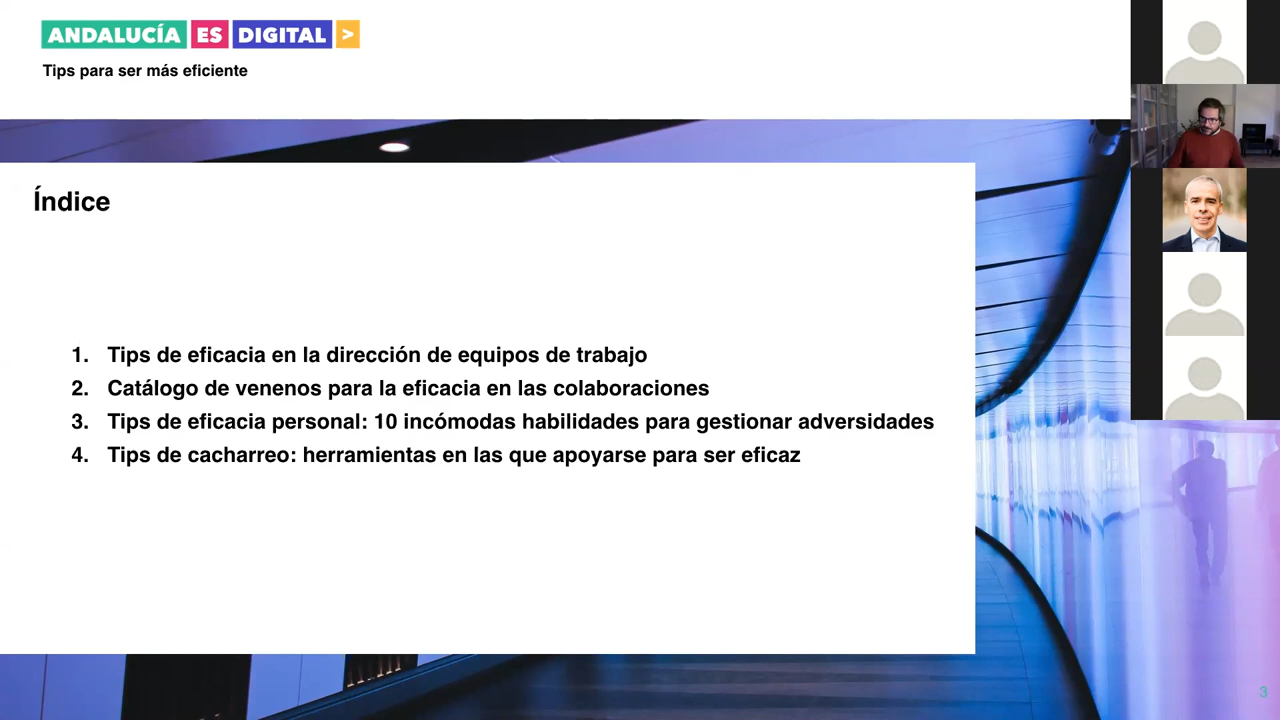 ANDALUCÍA ES DIGITAL >
Tips para ser más eficiente
Índice
1. Tips de eficacia en la dirección de equipos de trabajo
2. Catálogo de venenos para la eficacia en las colaboraciones
3. Tips de eficacia personal: 10 incómodas habilidades para gestionar adversidades
4. Tips de cacharreo: herramientas en las que apoyarse para ser eficaz
3